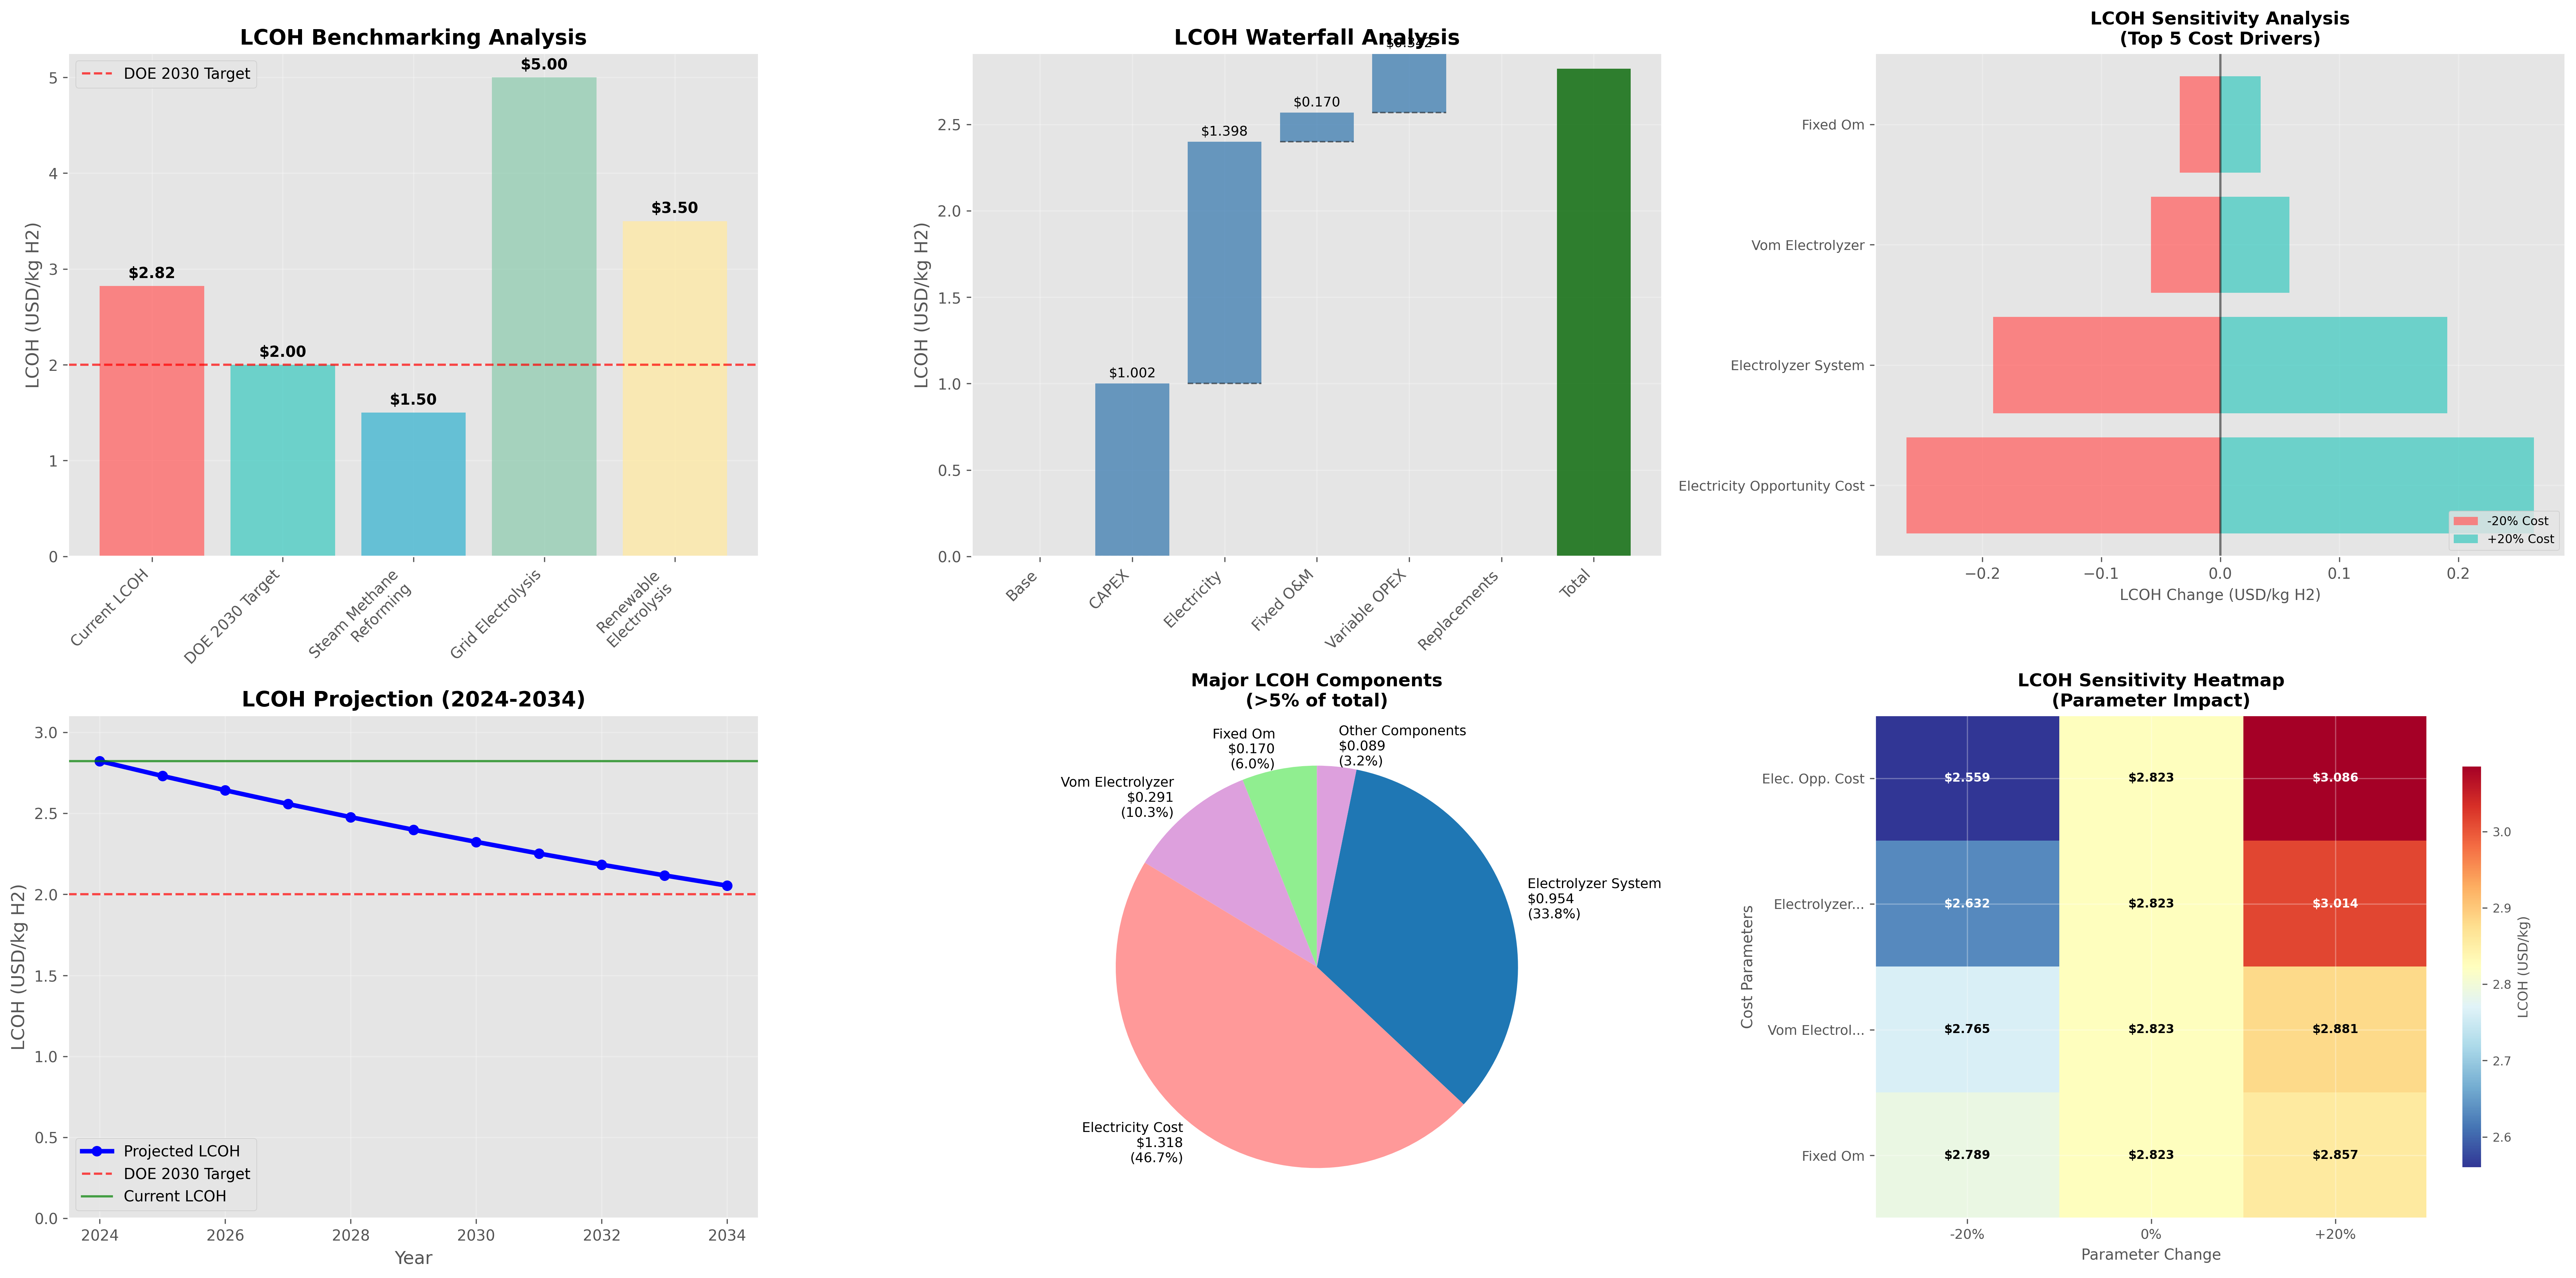 LCOH Benchmarking Analysis
DOE 2030 Target
LCOH (USD/kg H2)
5
4
3
2
1
0
$2.82
$2.00
$1.50
$5.00
$3.50
Current LCOH
DOE 2030 Target
Steam Methane
Reforming
Grid Electrolysis
Renewable
Electrolysis
LCOH Waterfall Analysis
LCOH (USD/kg H2)
2.5
2.0
1.5
1.0
0.5
0.0
$1.002
$1.398
$0.170
Base
CAPEX
Electricity
Fixed O&M
Variable OPEX
Replacements
Total
LCOH Sensitivity Analysis
(Top 5 Cost Drivers)
Fixed Om
Vom Electrolyzer
Electrolyzer System
Electricity Opportunity Cost
-20% Cost
+20% Cost
−0.2
−0.1
0.0
0.1
0.2
LCOH Change (USD/kg H2)
LCOH Projection (2024-2034)
LCOH (USD/kg H2)
3.0
2.5
2.0
1.5
1.0
0.5
0.0
Projected LCOH
DOE 2030 Target
Current LCOH
2024
2026
2028
2030
2032
2034
Year
Major LCOH Components
(>5% of total)
Fixed Om
$0.170
(6.0%)
Other Components
$0.089
(3.2%)
Vom Electrolyzer
$0.291
(10.3%)
Electrolyzer System
$0.954
(33.8%)
Electricity Cost
$1.318
(46.7%)
LCOH Sensitivity Heatmap
(Parameter Impact)
Cost Parameters
Elec. Opp. Cost
$2.559
$2.823
$3.086
Electrolyzer...
$2.632
$2.823
$3.014
Vom Electrol...
$2.765
$2.823
$2.881
Fixed Om
$2.789
$2.823
$2.857
-20%
0%
+20%
Parameter Change
3.0
2.9
2.8
2.7
2.6
LCOH (USD/kg)